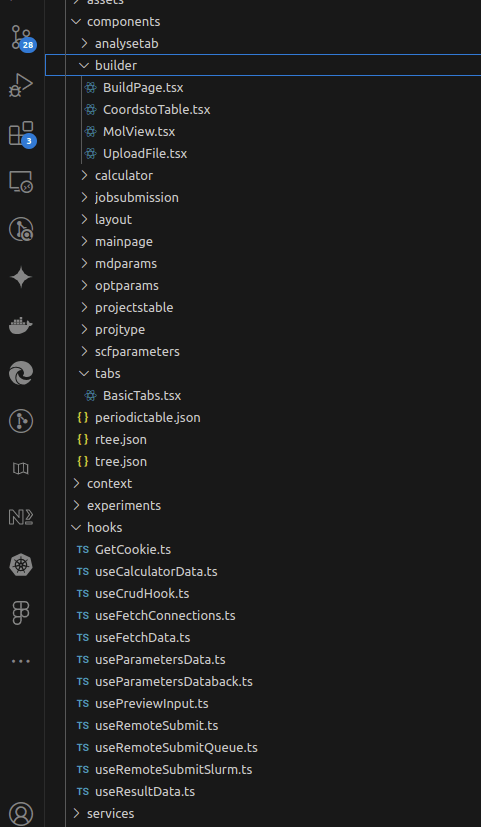 assets
components
analysetab
builder
BuildPage.tsx
CoordstoTable.tsx
MolView.tsx
UploadFile.tsx
calculator
jobsubmission
layout
mainpage
mdparams
optparams
projectstable
projtype
scfparameters
tabs
BasicTabs.tsx
{} periodictable.json
{} rtee.json
{} tree.json
context
experiments
hooks
TS GetCookie.ts
TS useCalculatorData.ts
TS useCrudHook.ts
TS useFetchConnections.ts
TS useFetchData.ts
TS useParametersData.ts
TS useParametersDataback.ts
TS usePreviewInput.ts
TS useRemoteSubmit.ts
TS useRemoteSubmitQueue.ts
TS useRemoteSubmitSlurm.ts
TS useResultData.ts
services
28
3